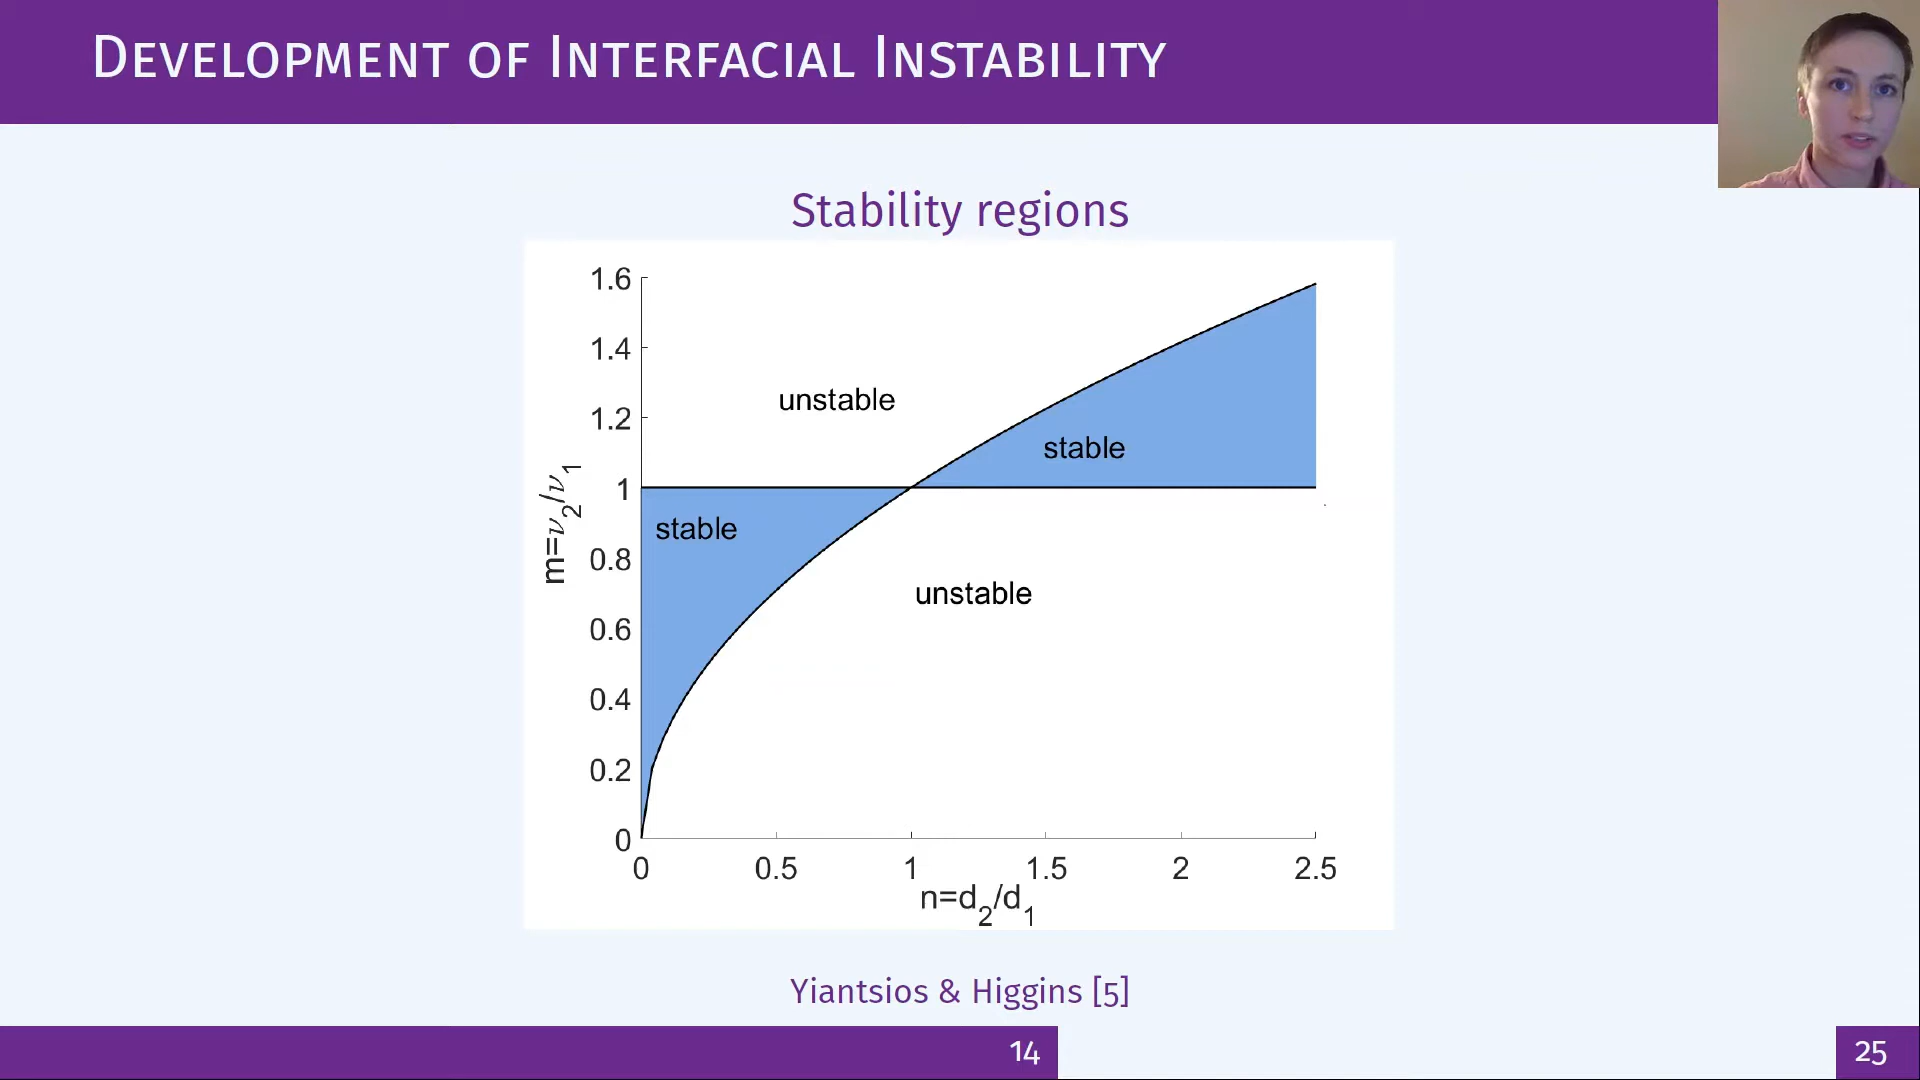 Development of Interfacial Instability
Stability regions
1.6
1.4
1.2
1
0.8
0.6
0.4
0.2
0
m=ν2/ν1
unstable
stable
stable
unstable
0 0.5 1 1.5 2 2.5
n=d2/d1
Yiantsios & Higgins [5]
14
25